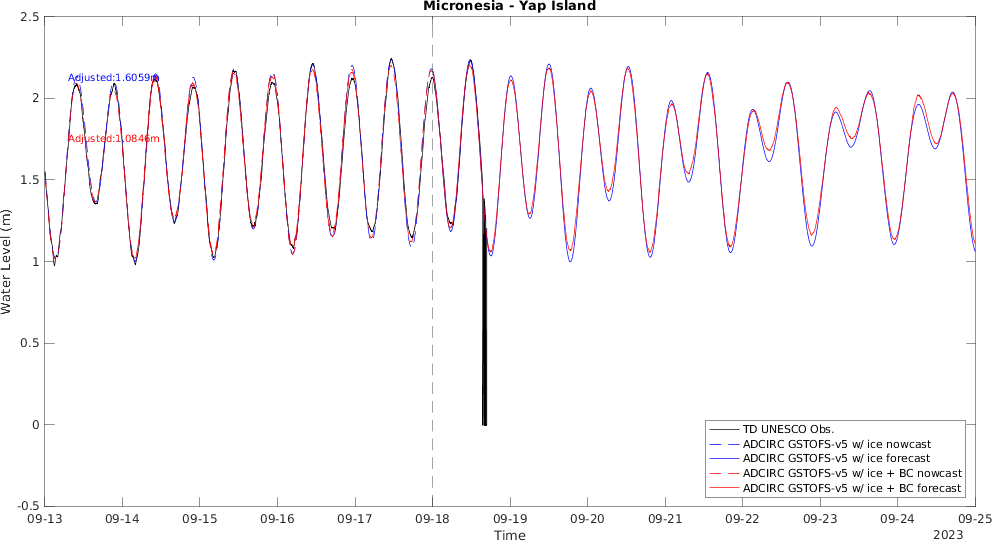 Micronesia - Yap Island
2.5
2
1.5
1
0.5
0
-0.5
Water Level (m)
Adjusted:1.6059m
Adjusted:1.0846m
TD UNESCO Obs.
ADCIRC GSTOFS-v5 w/ ice nowcast
ADCIRC GSTOFS-v5 w/ ice forecast
ADCIRC GSTOFS-v5 w/ ice + BC nowcast
ADCIRC GSTOFS-v5 w/ ice + BC forecast
09-13 09-14 09-15 09-16 09-17 09-18 09-19 09-20 09-21 09-22 09-23 09-24 09-25
Time
2023